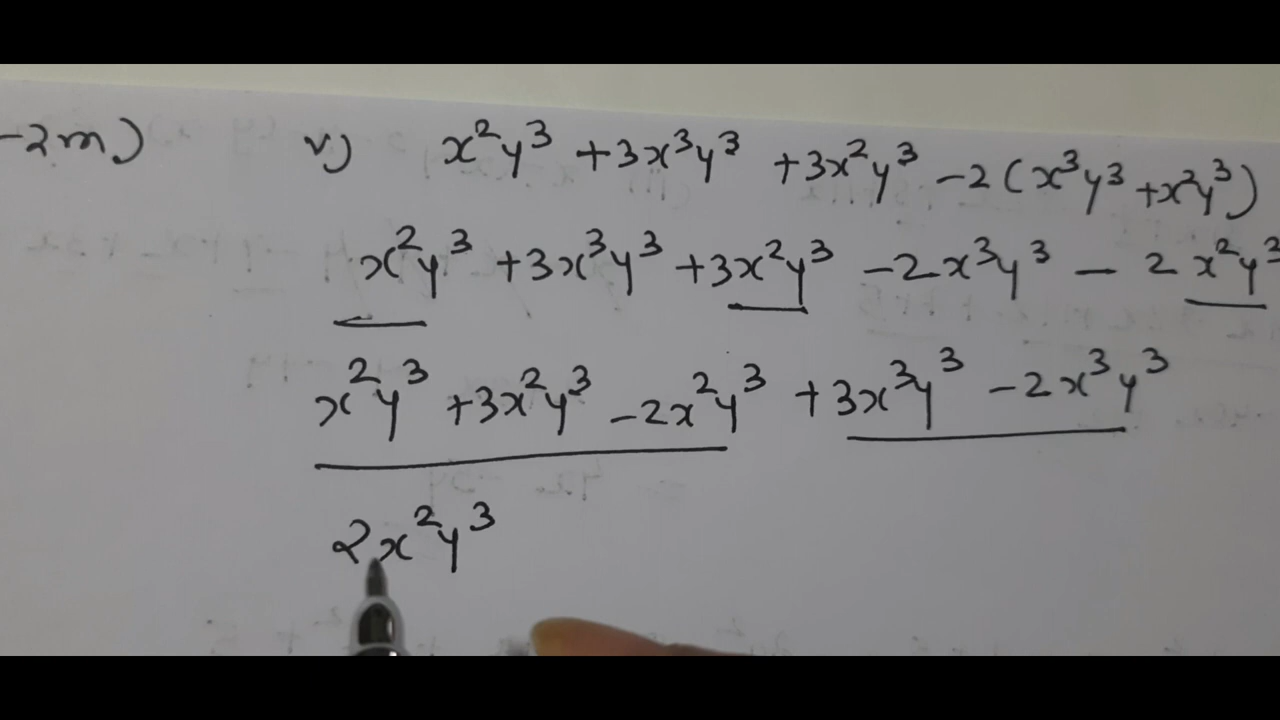 -2m) v) x²y³ +3x³y³ +3x²y³ -2(x³y³ +x²y³)
x²y³ +3x³y³ +3x²y³ -2x³y³ - 2x²y³
x²y³ +3x²y³ -2x²y³ +3x³y³ -2x³y³
2x²y³